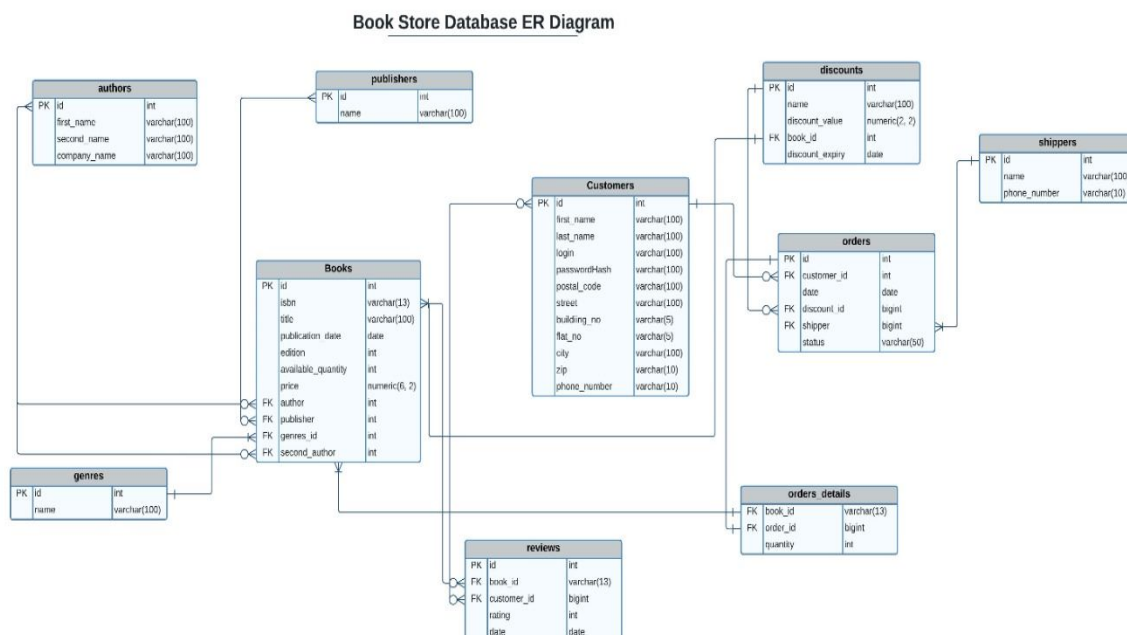 Book Store Database ER Diagram
authors
PK id int
first_name varchar(100)
second_name varchar(100)
company_name varchar(100)
publishers
PK id int
name varchar(100)
discounts
PK id int
name varchar(100)
discount_value numeric(2, 2)
FK book_id int
discount_expiry date
shippers
PK id int
name varchar(100
phone_number varchar(10)
Customers
PK id int
first_name varchar(100)
last_name varchar(100)
login varchar(100)
passwordHash varchar(100)
postal_code varchar(100)
street varchar(100)
building_no varchar(5)
flat_no varchar(5)
city varchar(100)
zip varchar(10)
phone_number varchar(10)
orders
PK id int
FK customer_id int
date date
FK discount_id bigint
FK shipper bigint
status varchar(50)
Books
PK id int
isbn varchar(13)
title varchar(100)
publication_date date
edition int
available_quantity int
price numeric(6, 2)
FK author int
FK publisher int
FK genres_id int
FK second_author int
genres
PK id int
name varchar(100)
orders_details
FK book_id varchar(13)
FK order_id bigint
quantity int
reviews
PK id int
FK book_id varchar(13)
FK customer_id bigint
rating int
date date